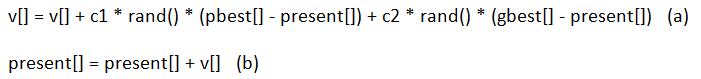 v[] = v[] + c1 * rand() * (pbest[] - present[]) + c2 * rand() * (gbest[] - present[]) (a)
present[] = present[] + v[] (b)